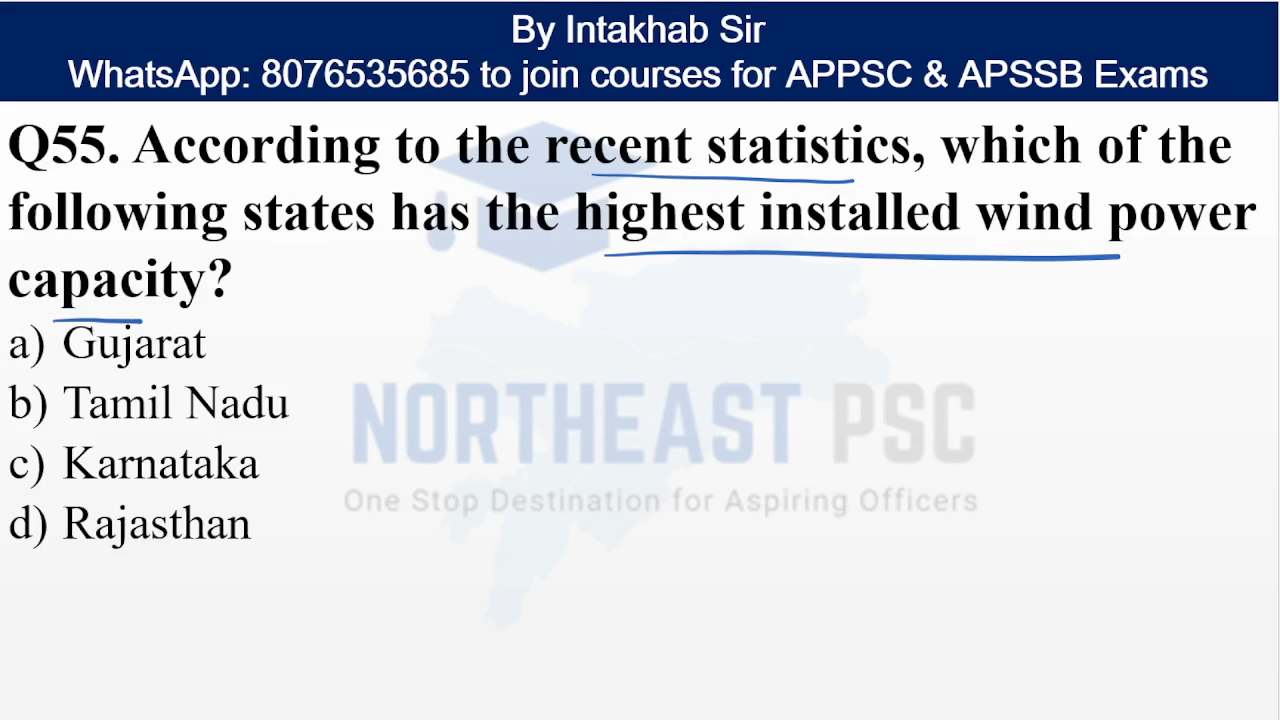 By Intakhab Sir
WhatsApp: 8076535685 to join courses for APPSC & APSSB Exams
Q55. According to the recent statistics, which of the
following states has the highest installed wind power
capacity?
a) Gujarat
b) Tamil Nadu
c) Karnataka
d) Rajasthan
NORTHEAST PSC
One Stop Destination for Aspiring Officers